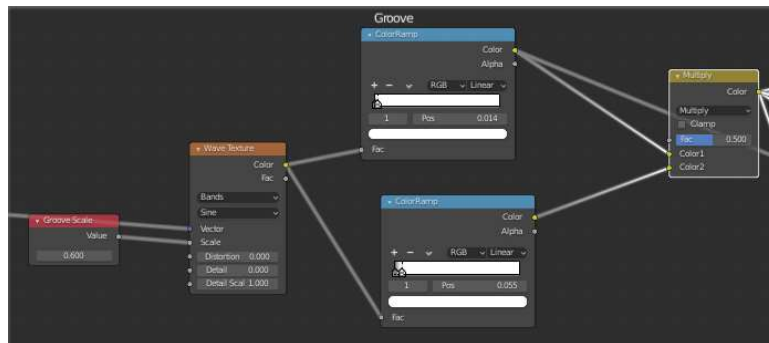 Groove
ColorRamp
Color
Alpha
RGB Linear
1 Pos 0.014
Fac
Multiply
Color
Multiply
Clamp
Fac 0.500
Color1
Color2
Wave Texture
Color
Fac
Bands
Sine
Vector
Scale
Distortion 0.000
Detail 0.000
Detail Scal 1.000
Groove Scale
Value
0.600
ColorRamp
Color
Alpha
RGB Linear
1 Pos 0.055
Fac